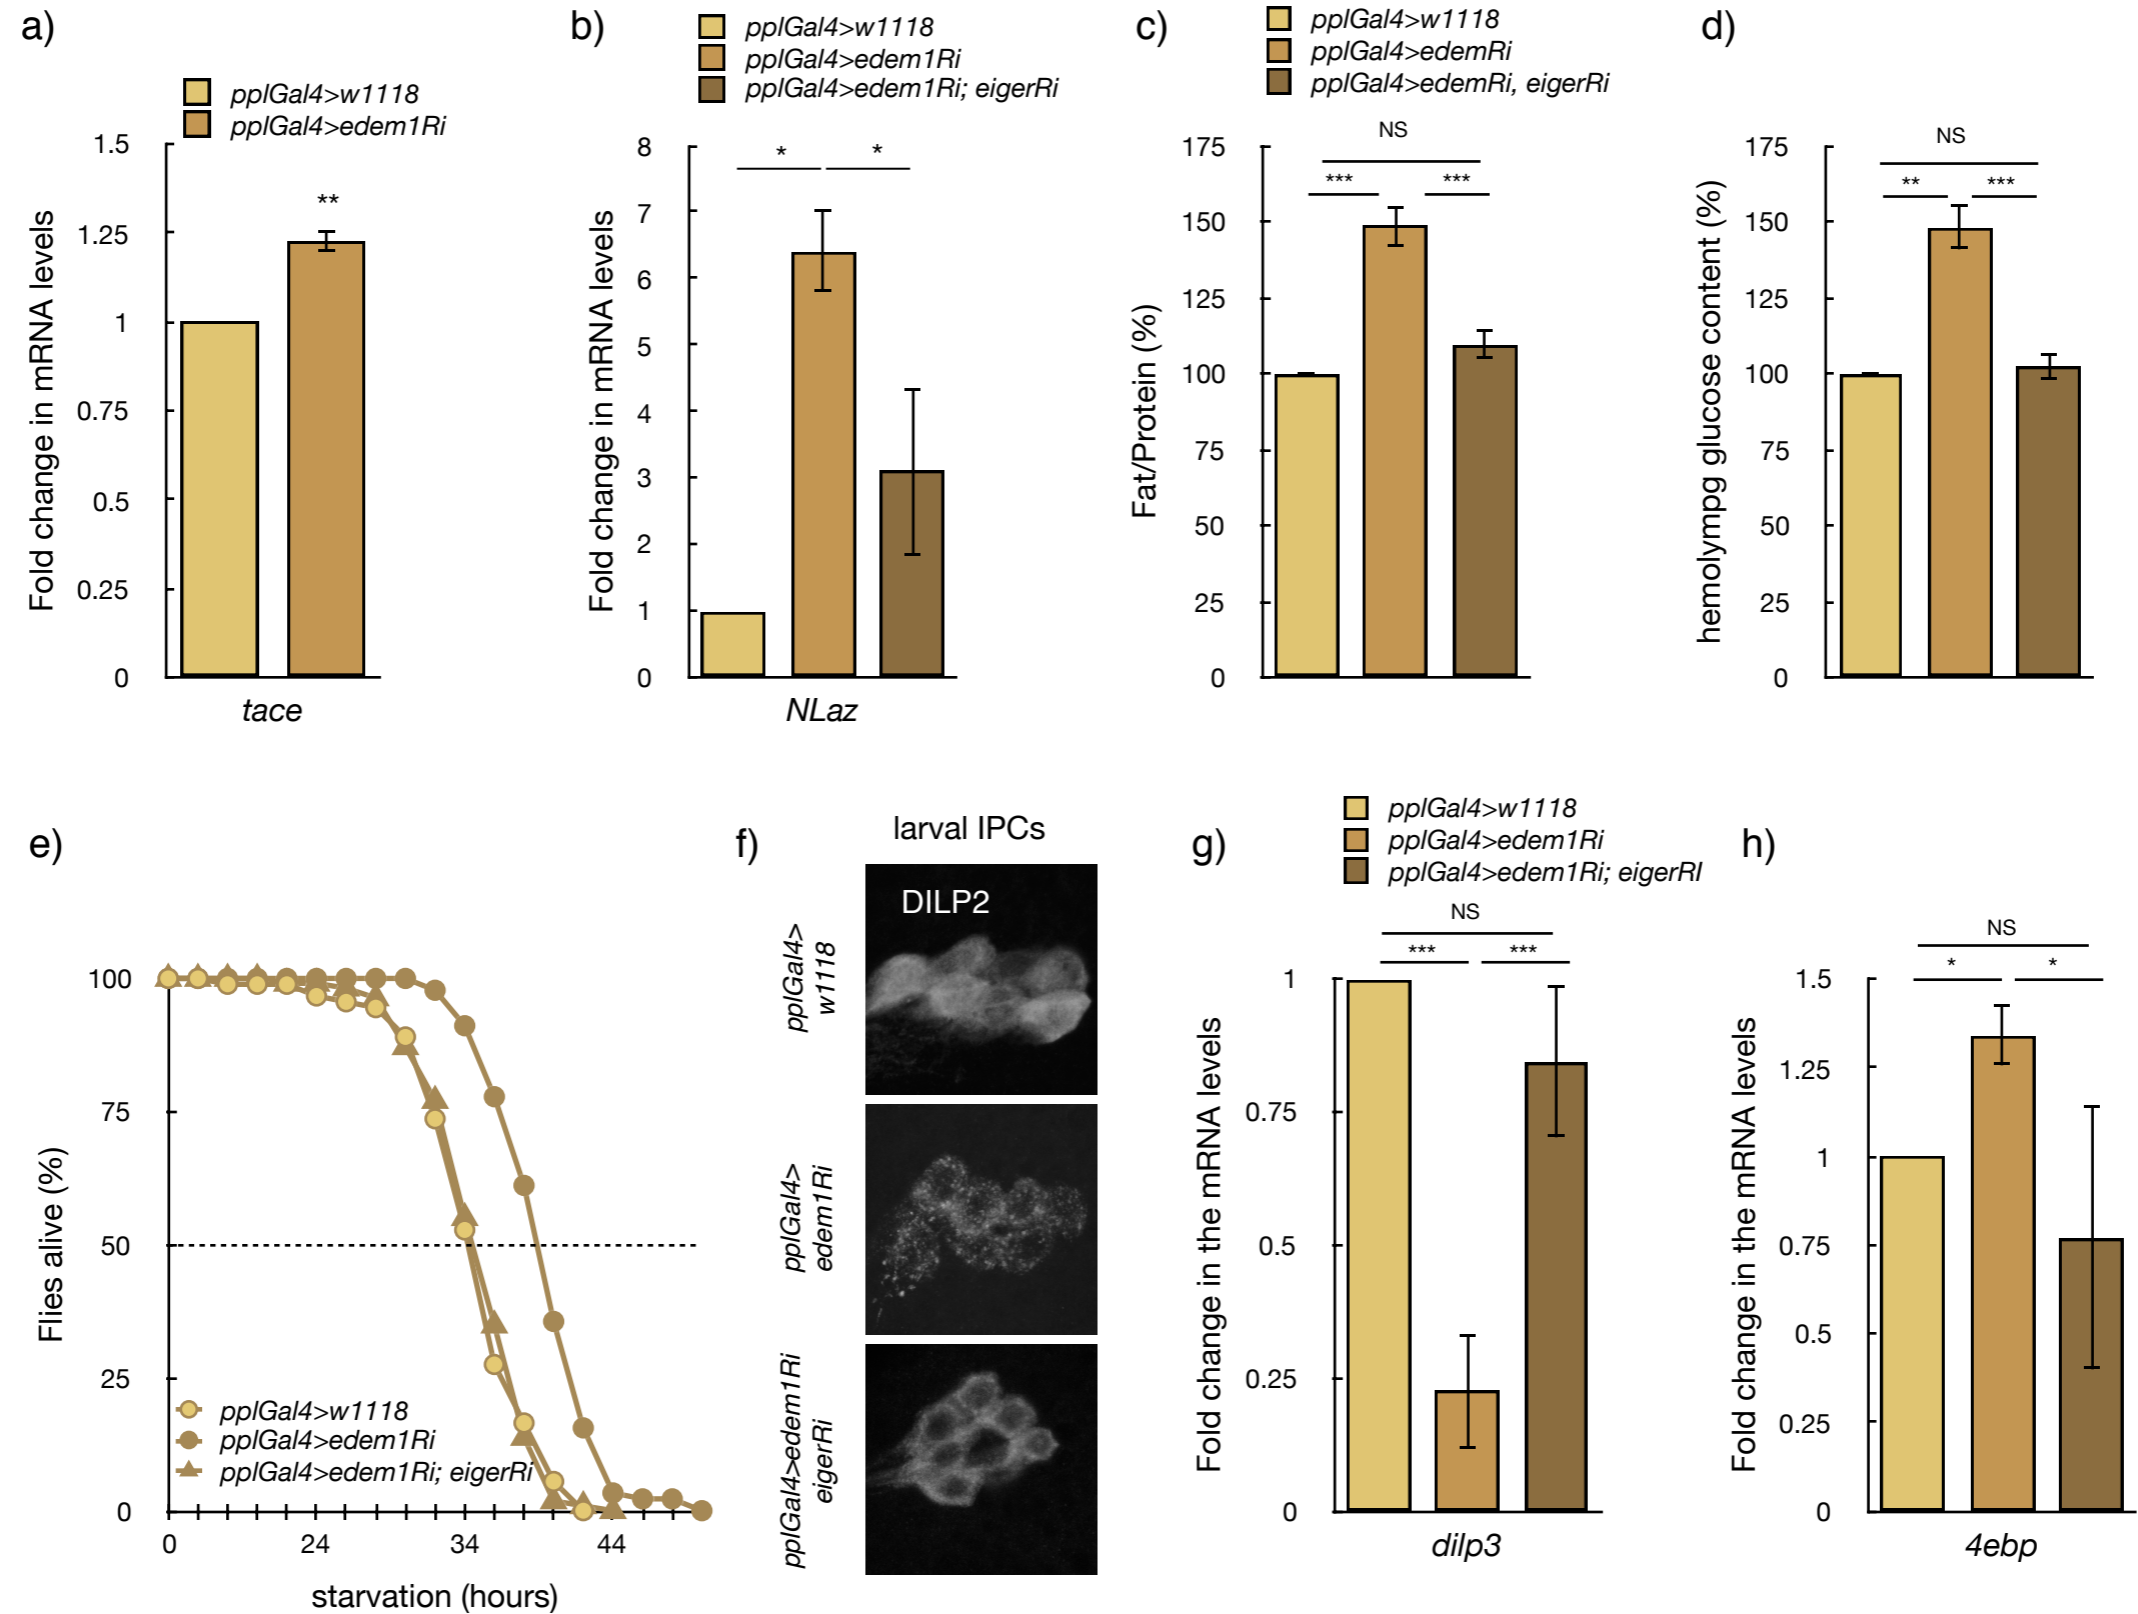 a)
pplGal4>w1118
pplGal4>edem1Ri
1.5
1.25
1
0.75
0.5
0.25
0
Fold change in mRNA levels
**
tace
b)
pplGal4>w1118
pplGal4>edem1Ri
pplGal4>edem1Ri; eigerRi
8
7
6
5
4
3
2
1
0
Fold change in mRNA levels
* *
NLaz
c)
pplGal4>w1118
pplGal4>edemRi
pplGal4>edemRi, eigerRi
NS
*** ***
175
150
125
100
75
50
25
0
Fat/Protein (%)
d)
NS
** ***
175
150
125
100
75
50
25
0
hemolympg glucose content (%)
e)
100
75
50
25
0
Flies alive (%)
pplGal4>w1118
pplGal4>edem1Ri
pplGal4>edem1Ri; eigerRi
0 24 34 44
starvation (hours)
f)
larval IPCs
DILP2
pplGal4>
w1118
pplGal4>
edem1Ri
pplGal4>edem1Ri
eigerRi
g)
pplGal4>w1118
pplGal4>edem1Ri
pplGal4>edem1Ri; eigerRI
NS
*** ***
1
0.75
0.5
0.25
0
Fold change in the mRNA levels
dilp3
h)
NS
* *
1.5
1.25
1
0.75
0.5
0.25
0
Fold change in the mRNA levels
4ebp